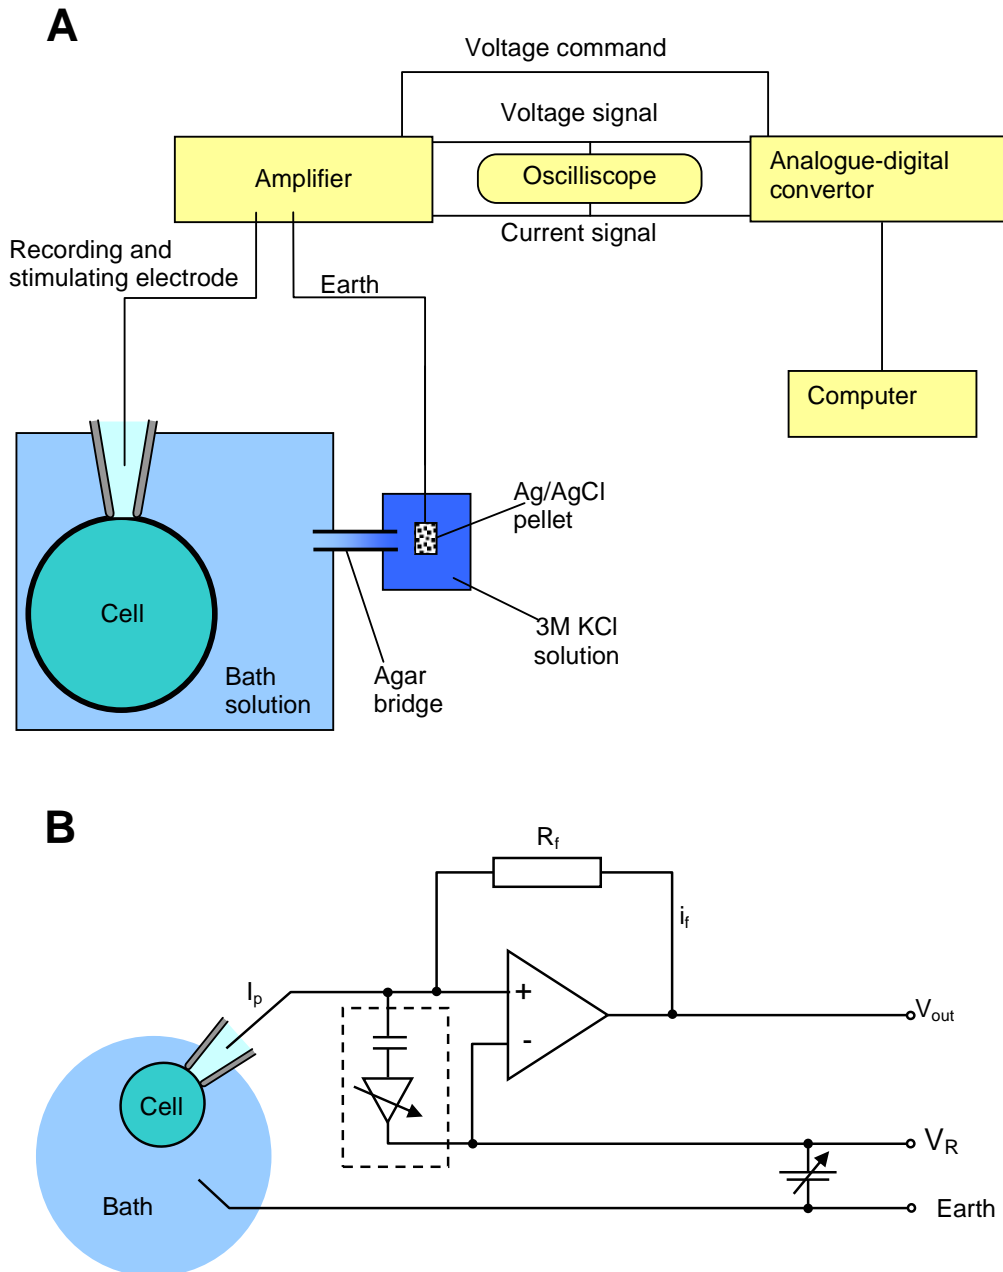 A
Voltage command
Voltage signal
Amplifier
Oscilliscope
Analogue-digital
convertor
Current signal
Recording and
stimulating electrode
Earth
Computer
Ag/AgCl
pellet
Cell
3M KCl
solution
Bath
solution
Agar
bridge
B
Rf
if
Ip
+
-
Vout
Cell
VR
Bath
Earth